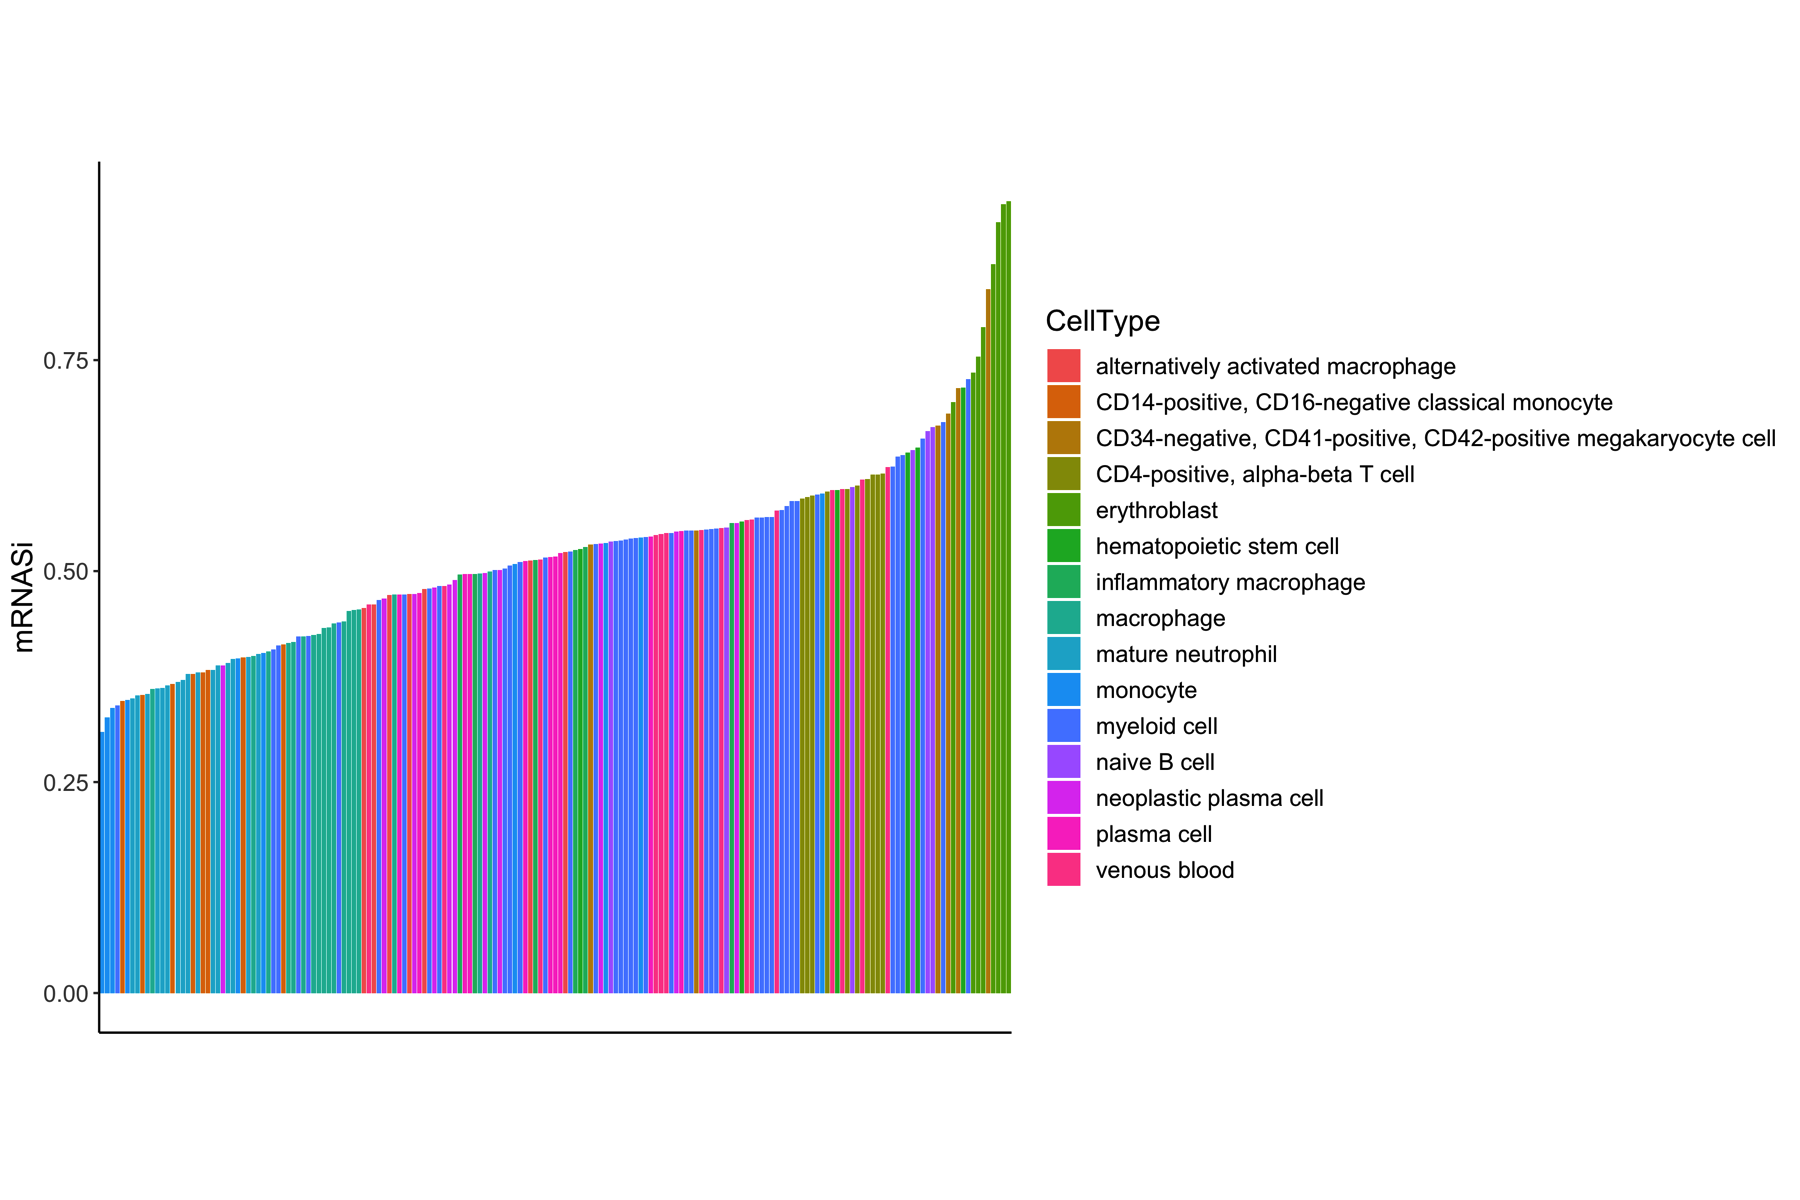 mRNASi
0.75
0.50
0.25
0.00
CellType
alternatively activated macrophage
CD14-positive, CD16-negative classical monocyte
CD34-negative, CD41-positive, CD42-positive megakaryocyte cell
CD4-positive, alpha-beta T cell
erythroblast
hematopoietic stem cell
inflammatory macrophage
macrophage
mature neutrophil
monocyte
myeloid cell
naive B cell
neoplastic plasma cell
plasma cell
venous blood